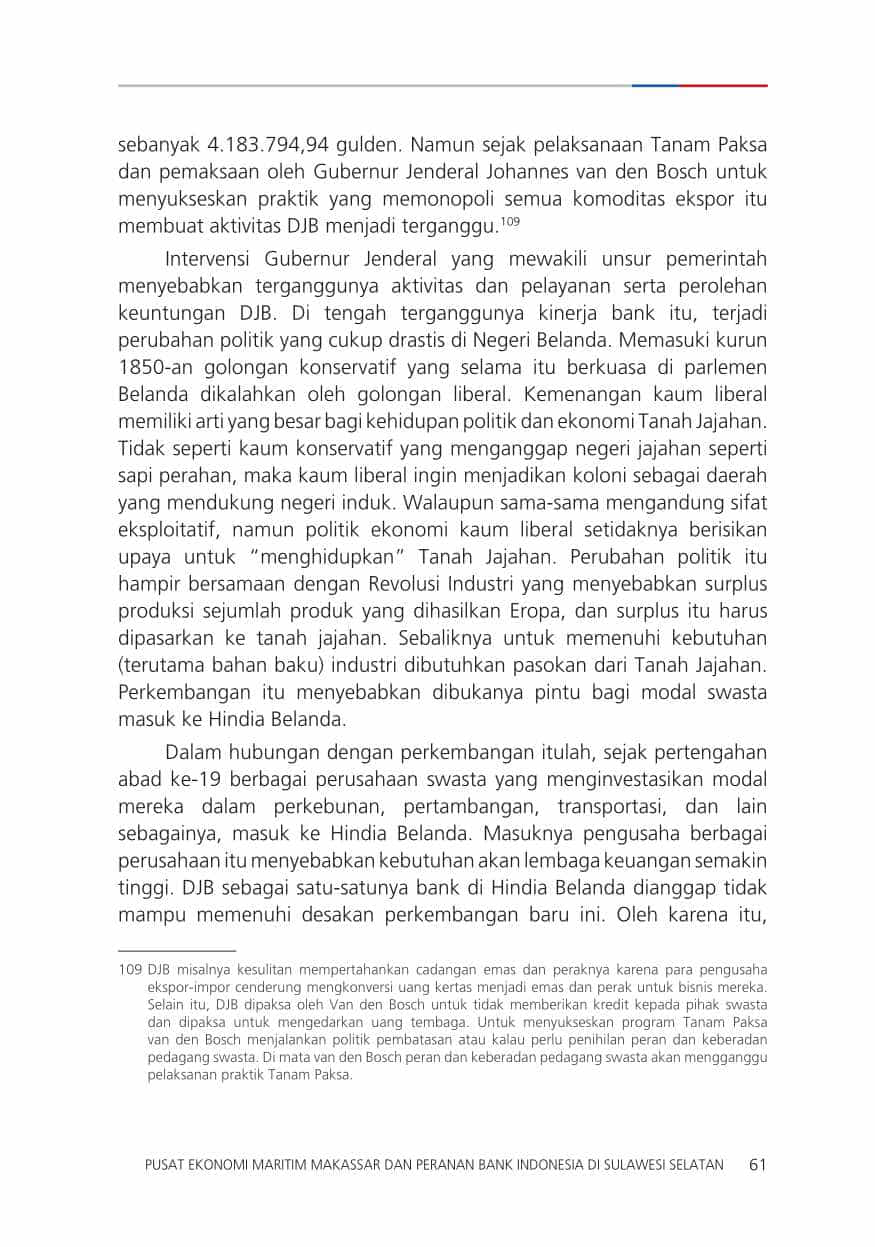 sebanyak 4.183.794,94 gulden. Namun sejak pelaksanaan Tanam Paksa
dan pemaksaan oleh Gubernur Jenderal Johannes van den Bosch untuk
menyukseskan praktik yang memonopoli semua komoditas ekspor itu
membuat aktivitas DJB menjadi terganggu.109
Intervensi Gubernur Jenderal yang mewakili unsur pemerintah
menyebabkan terganggunya aktivitas dan pelayanan serta perolehan
keuntungan DJB. Di tengah terganggunya kinerja bank itu, terjadi
perubahan politik yang cukup drastis di Negeri Belanda. Memasuki kurun
1850-an golongan konservatif yang selama itu berkuasa di parlemen
Belanda dikalahkan oleh golongan liberal. Kemenangan kaum liberal
memiliki arti yang besar bagi kehidupan politik dan ekonomi Tanah Jajahan.
Tidak seperti kaum konservatif yang menganggap negeri jajahan seperti
sapi perahan, maka kaum liberal ingin menjadikan koloni sebagai daerah
yang mendukung negeri induk. Walaupun sama-sama mengandung sifat
eksploitatif, namun politik ekonomi kaum liberal setidaknya berisikan
upaya untuk “menghidupkan” Tanah Jajahan. Perubahan politik itu
hampir bersamaan dengan Revolusi Industri yang menyebabkan surplus
produksi sejumlah produk yang dihasilkan Eropa, dan surplus itu harus
dipasarkan ke tanah jajahan. Sebaliknya untuk memenuhi kebutuhan
(terutama bahan baku) industri dibutuhkan pasokan dari Tanah Jajahan.
Perkembangan itu menyebabkan dibukanya pintu bagi modal swasta
masuk ke Hindia Belanda.
Dalam hubungan dengan perkembangan itulah, sejak pertengahan
abad ke-19 berbagai perusahaan swasta yang menginvestasikan modal
mereka dalam perkebunan, pertambangan, transportasi, dan lain
sebagainya, masuk ke Hindia Belanda. Masuknya pengusaha berbagai
perusahaan itu menyebabkan kebutuhan akan lembaga keuangan semakin
tinggi. DJB sebagai satu-satunya bank di Hindia Belanda dianggap tidak
mampu memenuhi desakan perkembangan baru ini. Oleh karena itu,
109 DJB misalnya kesulitan mempertahankan cadangan emas dan peraknya karena para pengusaha
ekspor-impor cenderung mengkonversi uang kertas menjadi emas dan perak untuk bisnis mereka.
Selain itu, DJB dipaksa oleh Van den Bosch untuk tidak memberikan kredit kepada pihak swasta
dan dipaksa untuk mengedarkan uang tembaga. Untuk menyukseskan program Tanam Paksa
van den Bosch menjalankan politik pembatasan atau kalau perlu penihilan peran dan keberadan
pedagang swasta. Di mata van den Bosch peran dan keberadan pedagang swasta akan mengganggu
pelaksanan praktik Tanam Paksa.
PUSAT EKONOMI MARITIM MAKASSAR DAN PERANAN BANK INDONESIA DI SULAWESI SELATAN 61